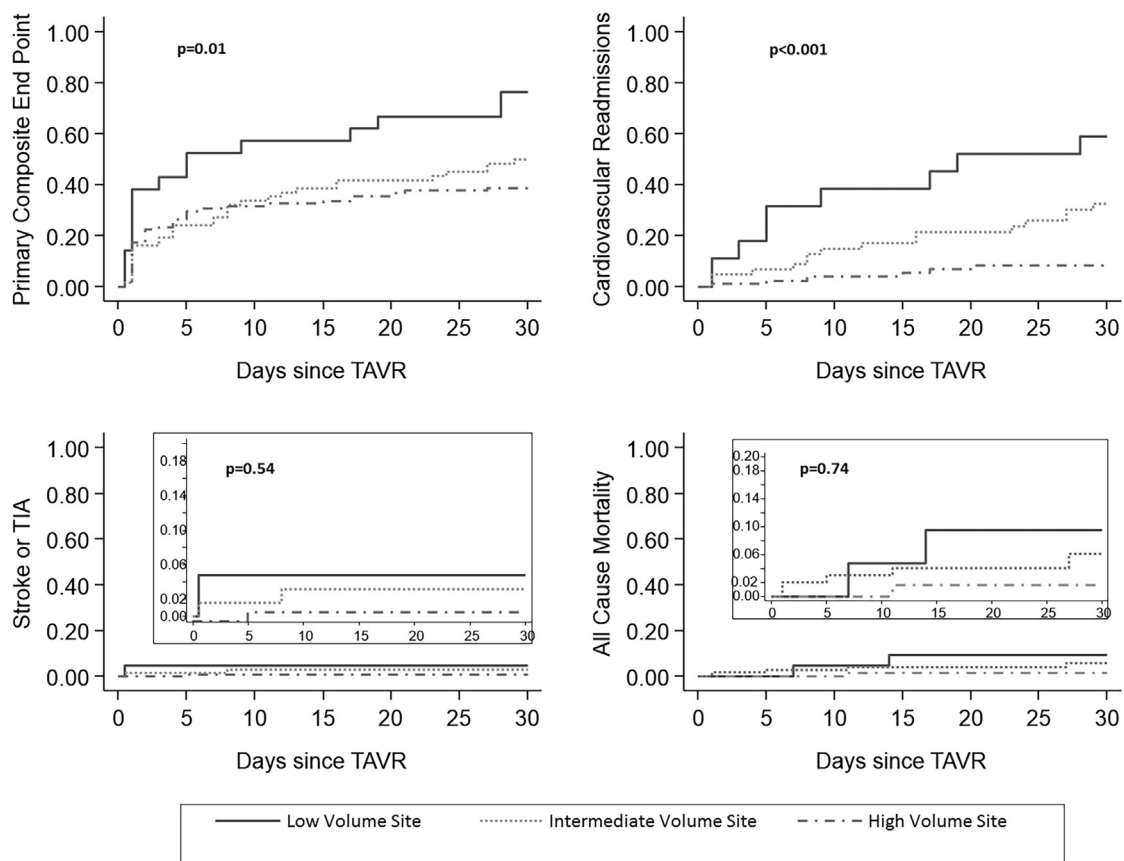 Primary Composite End Point
1.00
0.80
0.60
0.40
0.20
0.00
p=0.01
0 5 10 15 20 25 30
Days since TAVR
Cardiovascular Readmissions
1.00
0.80
0.60
0.40
0.20
0.00
p<0.001
0 5 10 15 20 25 30
Days since TAVR
Stroke or TIA
1.00
0.80
0.60
0.40
0.20
0.00
0.18
0.14
0.10
0.06
0.02
0.00
p=0.54
0 5 10 15 20 25 30
0 5 10 15 20 25 30
Days since TAVR
All Cause Mortality
1.00
0.80
0.60
0.40
0.20
0.00
0.20
0.16
0.10
0.06
0.02
0.00
p=0.74
0 5 10 15 20 25 30
0 5 10 15 20 25 30
Days since TAVR
Low Volume Site Intermediate Volume Site High Volume Site